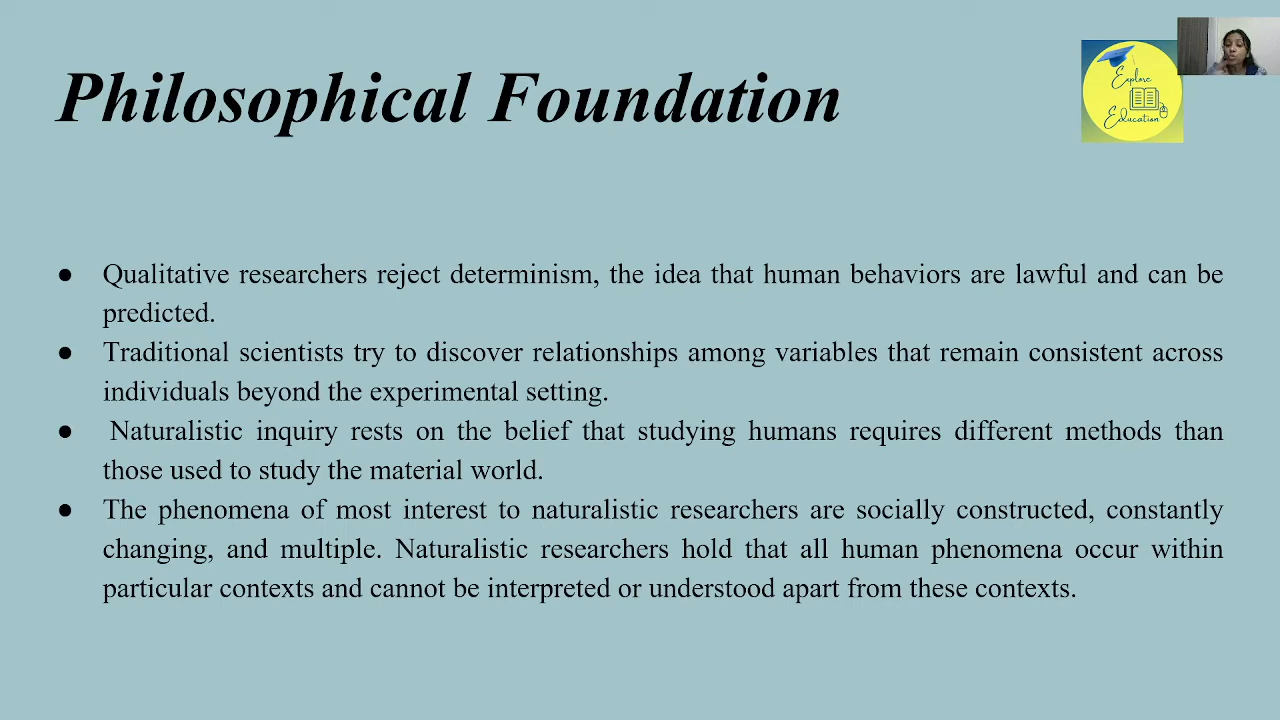 Philosophical Foundation
Explore
Education
● Qualitative researchers reject determinism, the idea that human behaviors are lawful and can be
predicted.
● Traditional scientists try to discover relationships among variables that remain consistent across
individuals beyond the experimental setting.
● Naturalistic inquiry rests on the belief that studying humans requires different methods than
those used to study the material world.
● The phenomena of most interest to naturalistic researchers are socially constructed, constantly
changing, and multiple. Naturalistic researchers hold that all human phenomena occur within
particular contexts and cannot be interpreted or understood apart from these contexts.